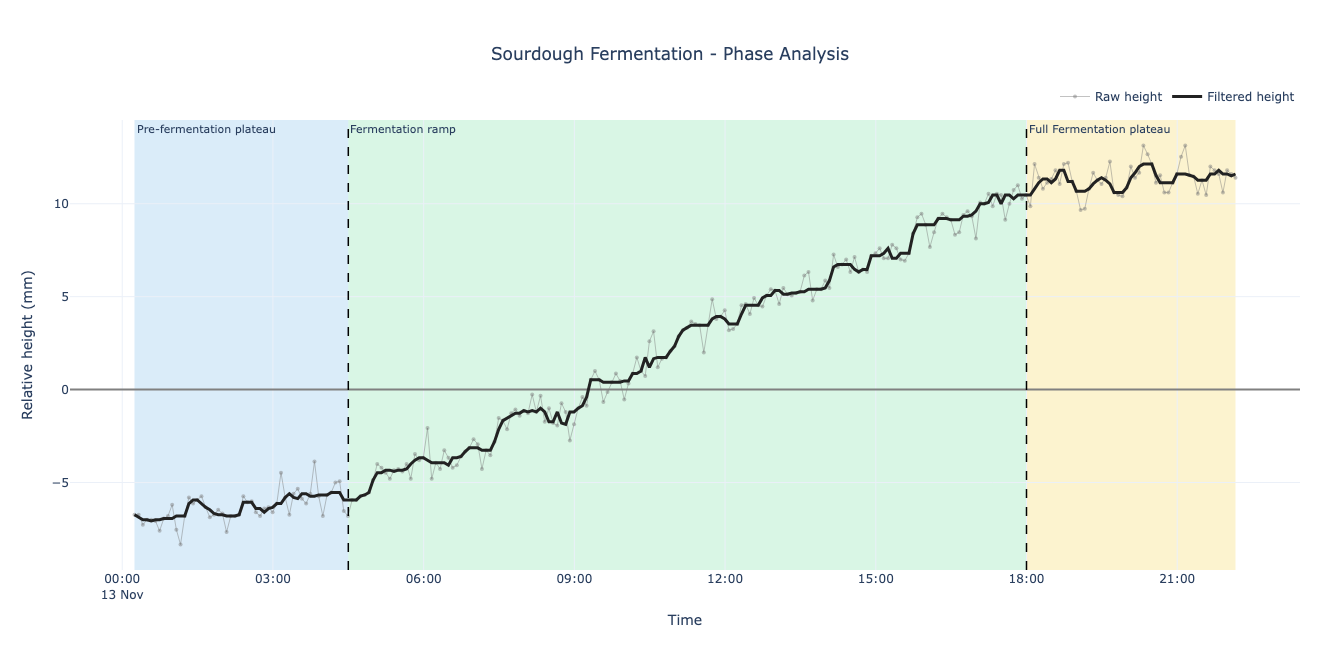 Sourdough Fermentation - Phase Analysis
Raw height
Filtered height
Pre-fermentation plateau
Fermentation ramp
Full Fermentation plateau
Relative height (mm)
10
5
0
−5
00:00
13 Nov
03:00
06:00
09:00
12:00
15:00
18:00
21:00
Time